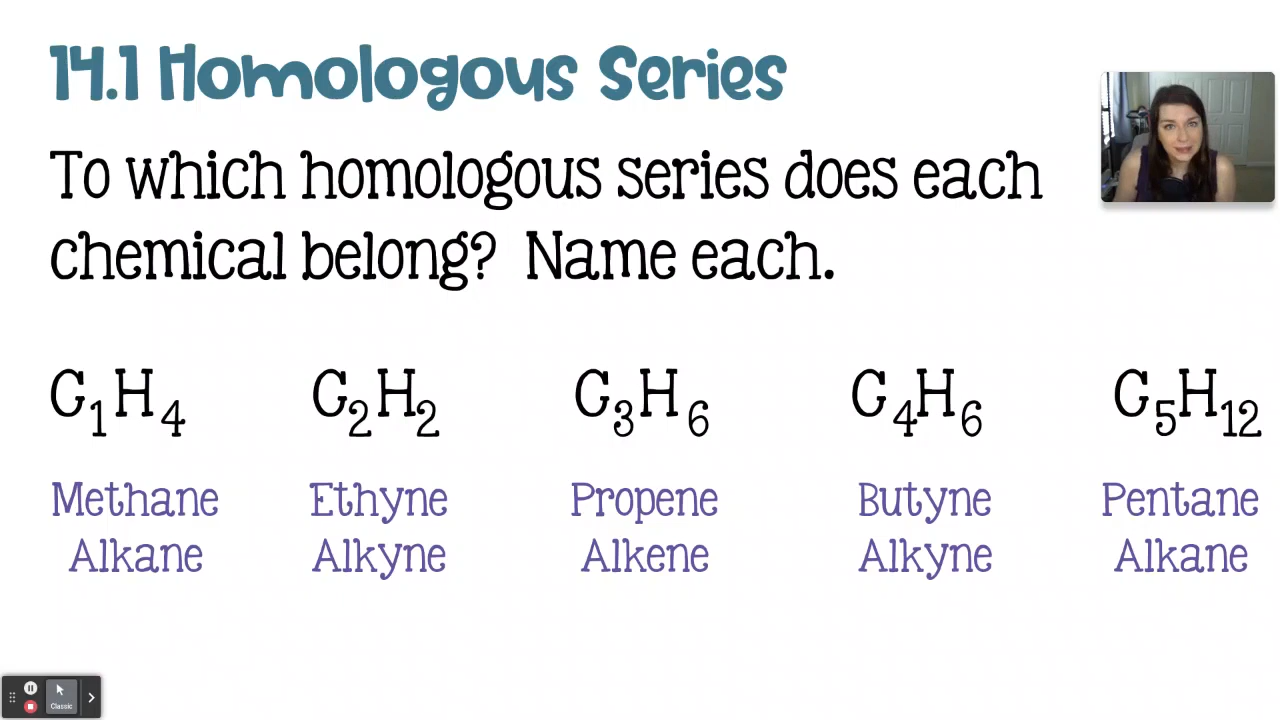 14.1 Homologous Series
To which homologous series does each
chemical belong? Name each.
C₁H₄ C₂H₂ C₃H₆ C₄H₆ C₅H₁₂
Methane Ethyne Propene Butyne Pentane
Alkane Alkyne Alkene Alkyne Alkane
Classic